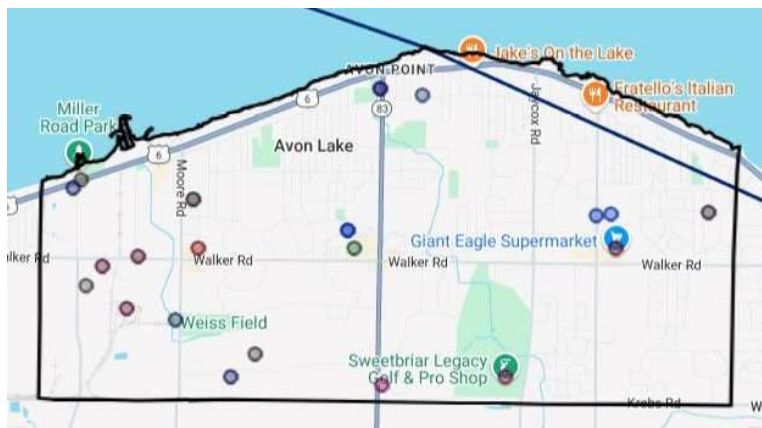 Jake's On the Lake
AVON POINT
Fratello's Italian
Restaurant
6
83
Miller
Road Park
Jaycox Rd
6
Avon Lake
Moore Rd
6
Giant Eagle Supermarket
alker Rd
Walker Rd
Walker Rd
Walker Rd
Weiss Field
Sweetbriar Legacy
Golf & Pro Shop
Krebs Rd
W